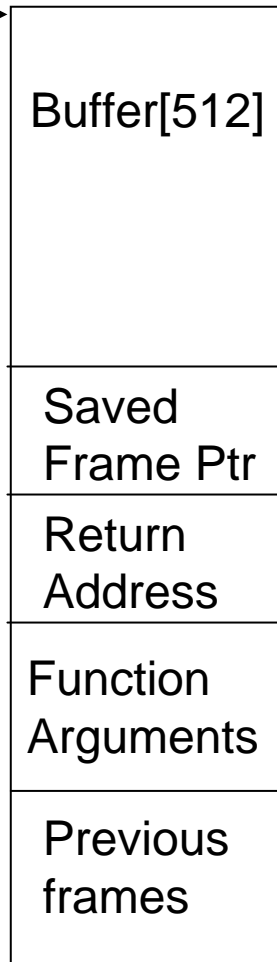 Buffer[512]
Saved
Frame Ptr
Return
Address
Function
Arguments
Previous
frames